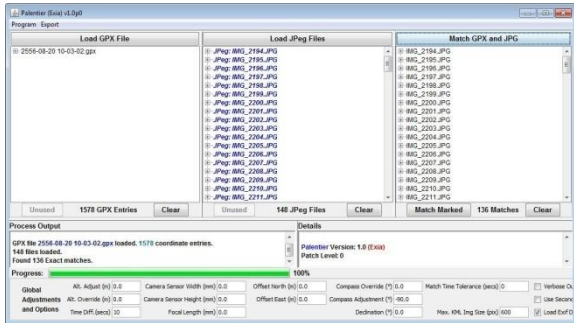 Palentier (Exia) v1.0p0
Program Export
Load GPX File
Load JPeg Files
Match GPX and JPG
2556-08-20 10-03-02.gpx
JPeg: IMG_2194.JPG
JPeg: IMG_2195.JPG
JPeg: IMG_2196.JPG
JPeg: IMG_2197.JPG
JPeg: IMG_2198.JPG
JPeg: IMG_2199.JPG
JPeg: IMG_2200.JPG
JPeg: IMG_2201.JPG
JPeg: IMG_2202.JPG
JPeg: IMG_2203.JPG
JPeg: IMG_2204.JPG
JPeg: IMG_2205.JPG
JPeg: IMG_2206.JPG
JPeg: IMG_2207.JPG
JPeg: IMG_2208.JPG
JPeg: IMG_2209.JPG
JPeg: IMG_2210.JPG
JPeg: IMG_2211.JPG
IMG_2194.JPG
IMG_2195.JPG
IMG_2196.JPG
IMG_2197.JPG
IMG_2198.JPG
IMG_2199.JPG
IMG_2200.JPG
IMG_2201.JPG
IMG_2202.JPG
IMG_2203.JPG
IMG_2204.JPG
IMG_2205.JPG
IMG_2206.JPG
IMG_2207.JPG
IMG_2208.JPG
IMG_2209.JPG
IMG_2210.JPG
IMG_2211.JPG
Unused 1578 GPX Entries Clear
Unused 148 JPeg Files Clear
Match Marked 136 Matches Clear
Process Output
GPX file 2556-08-20 10-03-02.gpx loaded. 1578 coordinate entries.
148 files loaded.
Found 136 Exact matches.
Details
Palentier Version: 1.0 (Exia)
Patch Level: 0
Progress: 100%
Global Adjustments and Options
Alt. Adjust (m) 0.0 Camera Sensor Width (mm) 0.0 Offset North (m) 0.0 Compass Override (°) 0.0 Match Time Tolerance (secs) 0 Verbose Ou
Alt. Override (m) 0.0 Camera Sensor Height (mm) 0.0 Offset East (m) 0.0 Compass Adjustment (°) -90.0 Use Secon
Time Diff.(secs) 10 Focal Length (mm) 0.0 Declination (°) 0.0 Max. KML Img Size (pix) 600 Load Exif D